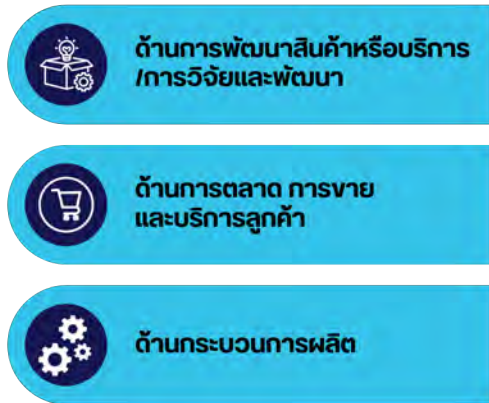 ด้านการพัฒนาสินค้าหรือบริการ
/การวิจัยและพัฒนา
ด้านการตลาด การขาย
และบริการลูกค้า
ด้านกระบวนการผลิต